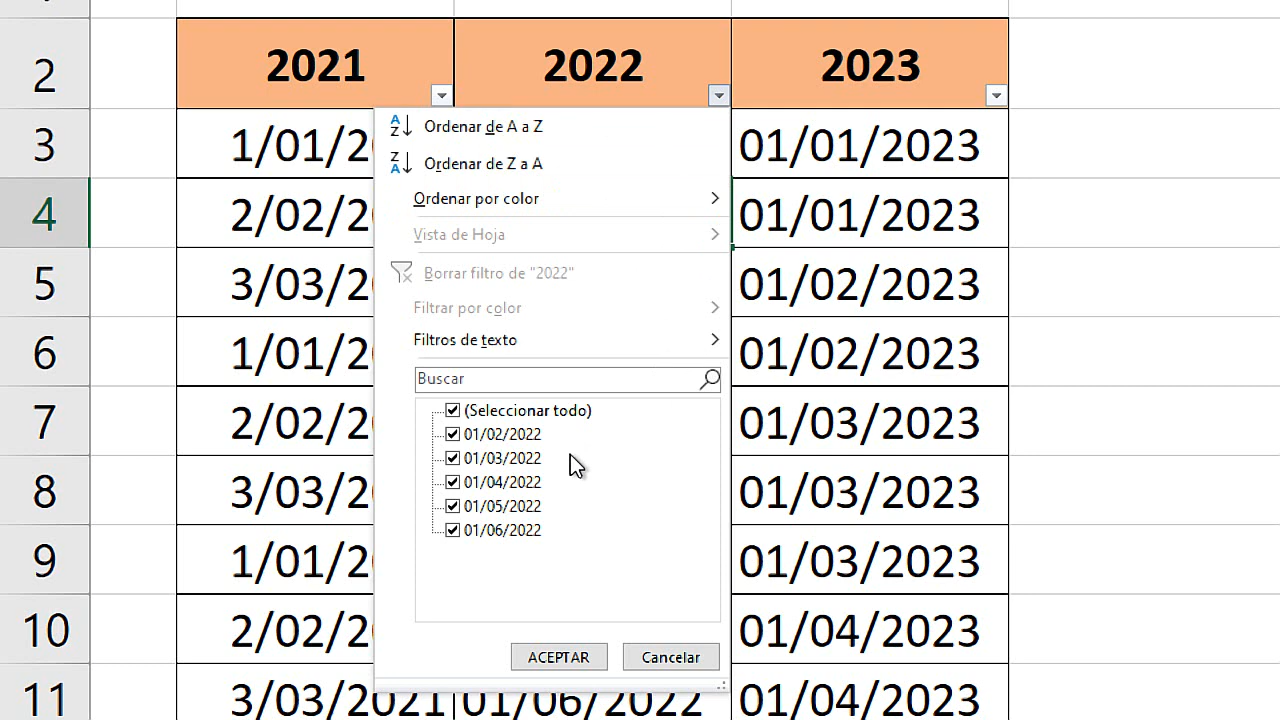 2 2021 2022 2023
3 1/01/2 01/01/2023
Ordenar de A a Z
Ordenar de Z a A
Ordenar por color
4 2/02/2 01/01/2023
Vista de Hoja
Borrar filtro de "2022"
5 3/03/2 01/02/2023
Filtrar por color
Filtros de texto
6 1/01/2 01/02/2023
Buscar
(Seleccionar todo)
7 2/02/2 01/03/2023
01/02/2022
01/03/2022
01/04/2022
8 3/03/2 01/03/2023
01/05/2022
01/06/2022
9 1/01/2 01/03/2023
10 2/02/2 01/04/2023
ACEPTAR Cancelar
11 3/03/2021 01/06/2022 01/04/2023